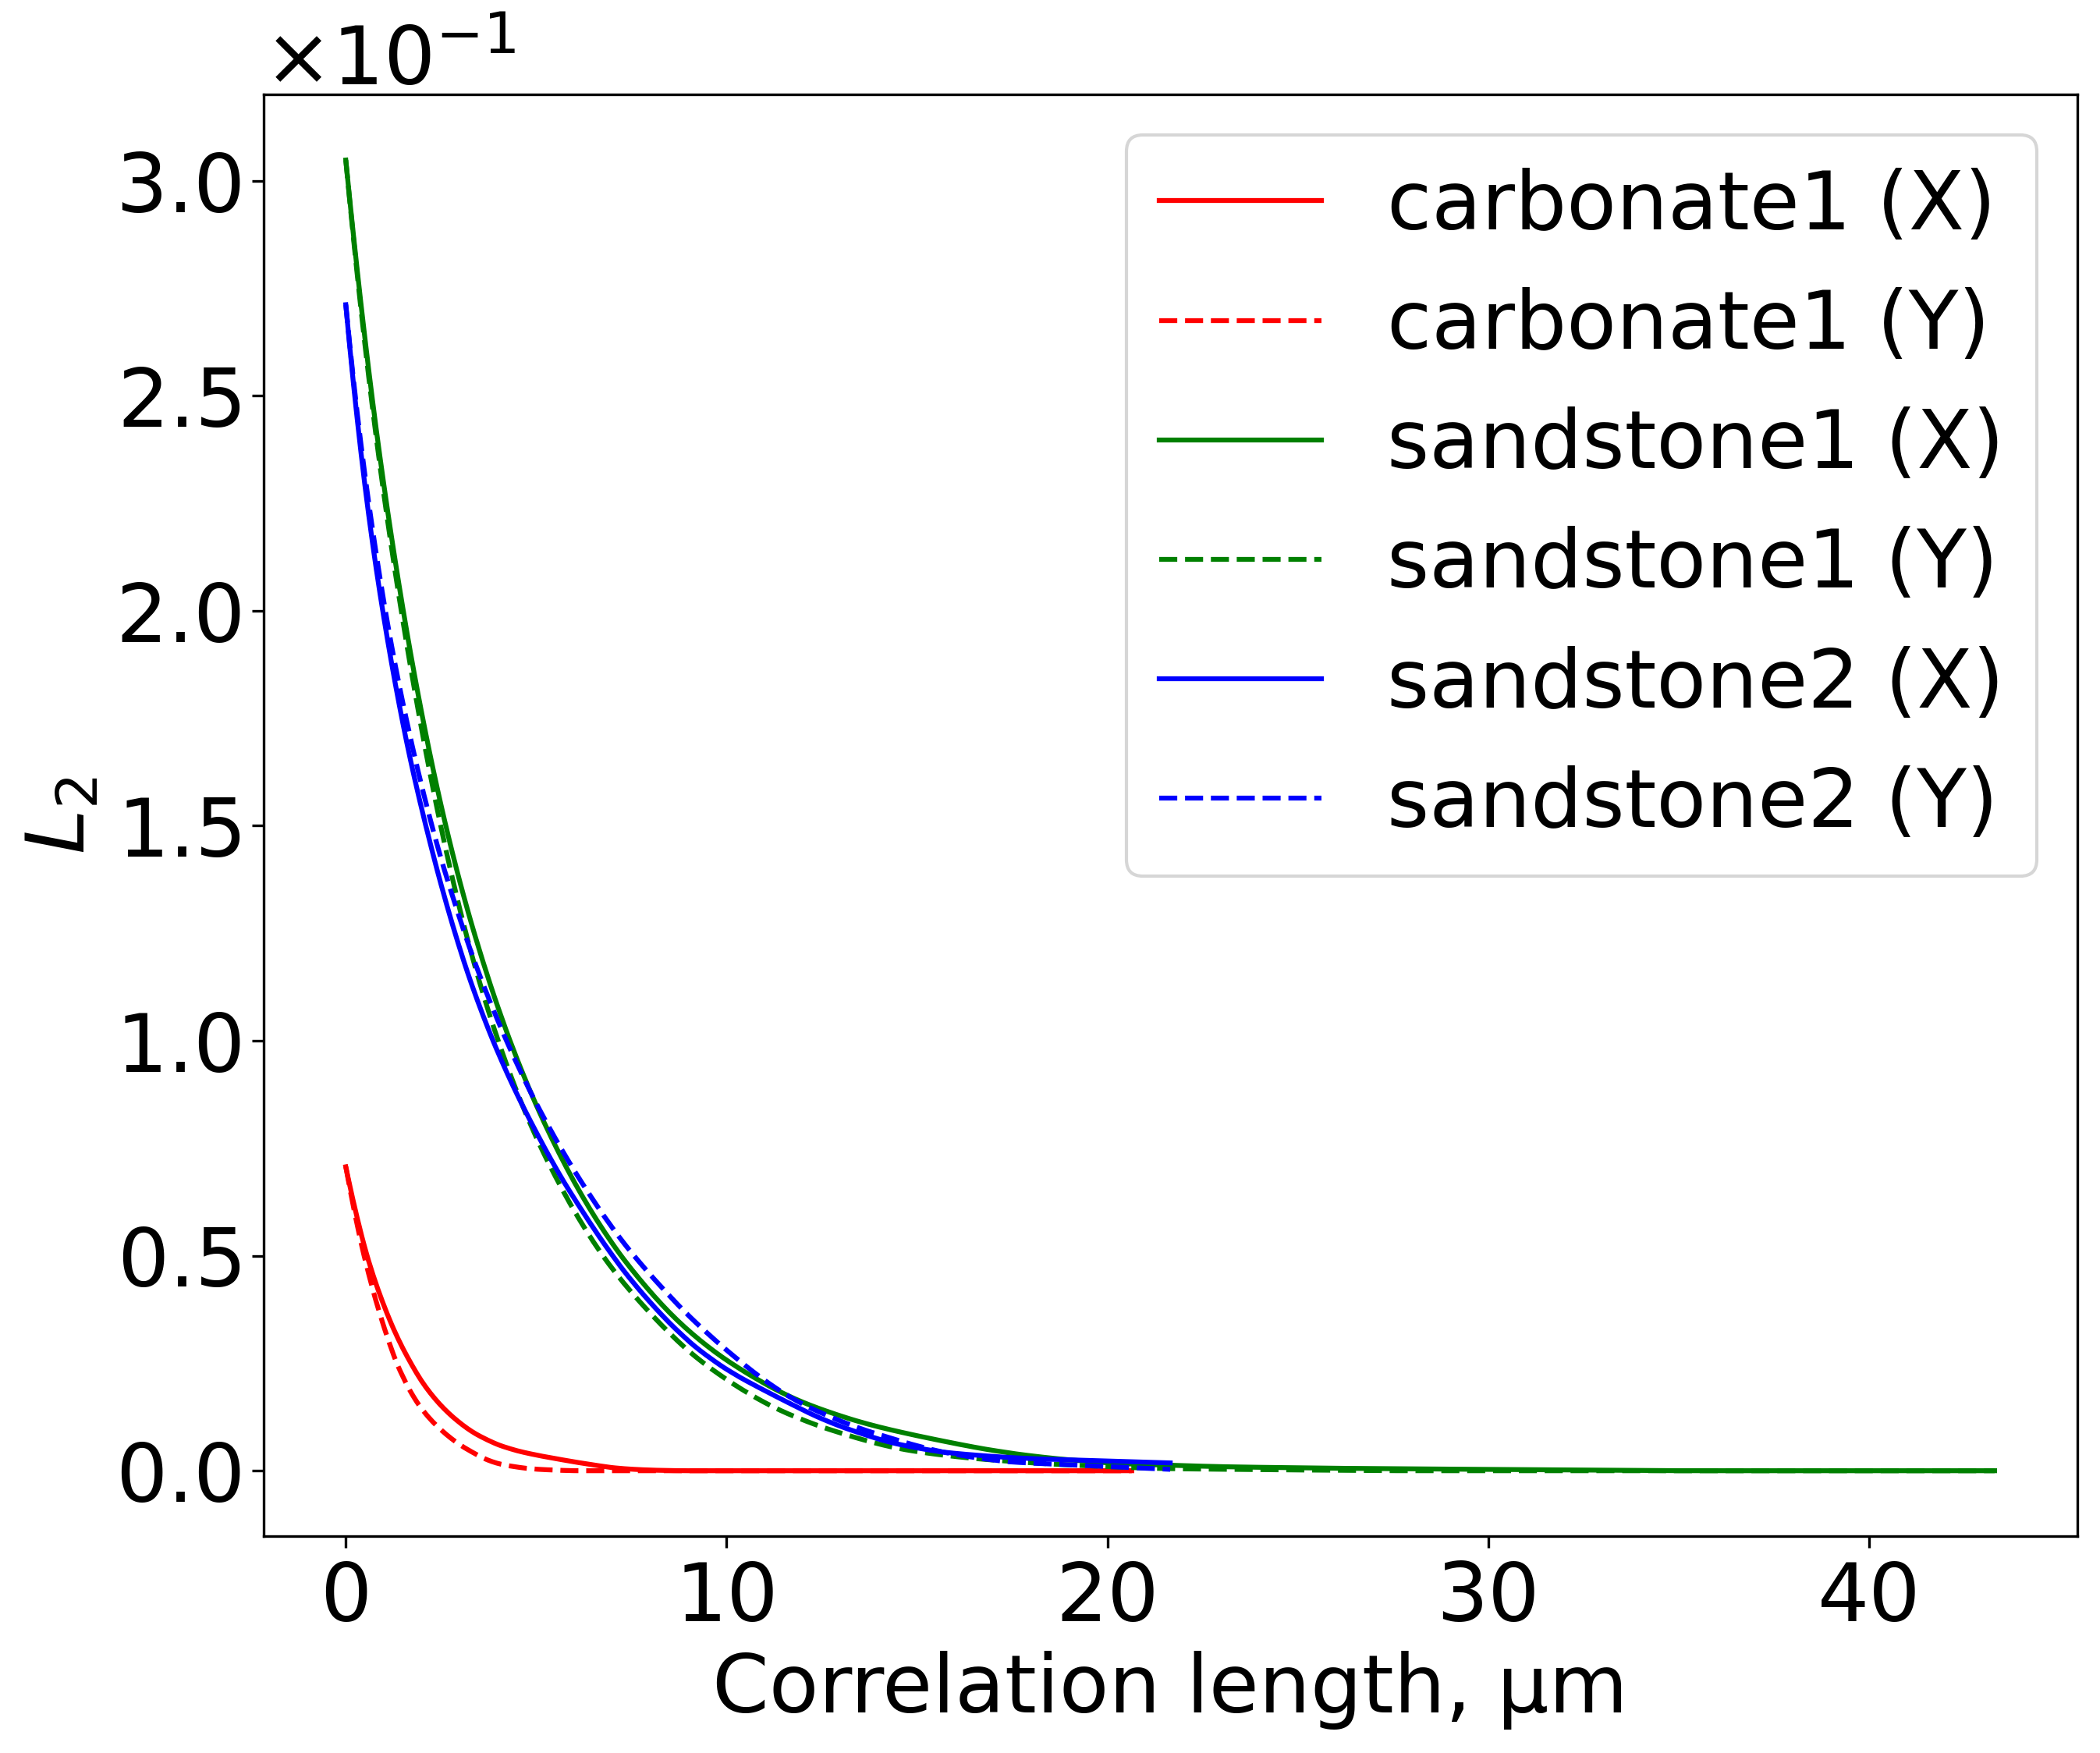 ×10⁻¹
3.0
2.5
2.0
1.5
1.0
0.5
0.0
L₂
carbonate1 (X)
carbonate1 (Y)
sandstone1 (X)
sandstone1 (Y)
sandstone2 (X)
sandstone2 (Y)
0 10 20 30 40
Correlation length, μm